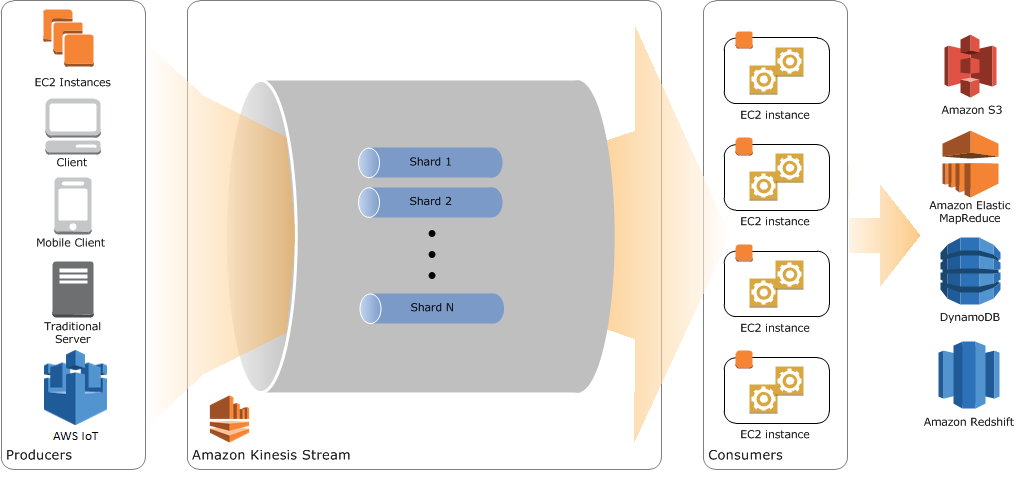 EC2 Instances
Client
Mobile Client
Traditional
Server
AWS IoT
Producers
Shard 1
Shard 2
Shard N
Amazon Kinesis Stream
EC2 instance
EC2 instance
EC2 instance
EC2 instance
Consumers
Amazon S3
Amazon Elastic
MapReduce
DynamoDB
Amazon Redshift